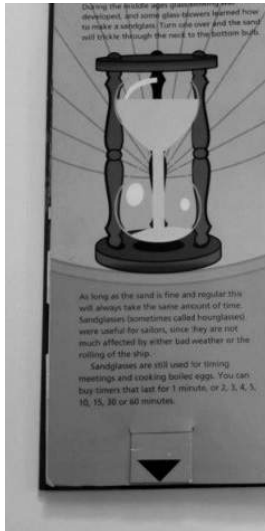 During the middle ages glass
developed, and some glass blowers learned how
to make a sandglass. Turn one over and the sand
will trickle through the neck to the bottom bulb.
As long as the sand is fine and regular this
will always take the same amount of time.
Sandglasses (sometimes called hourglasses)
were useful for sailors, since they are not
much affected by either bad weather or the
rolling of the ship.
Sandglasses are still used for timing
meetings and cooking boiled eggs. You can
buy timers that last for 1 minute, or 2, 3, 4, 5,
10, 15, 30 or 60 minutes.